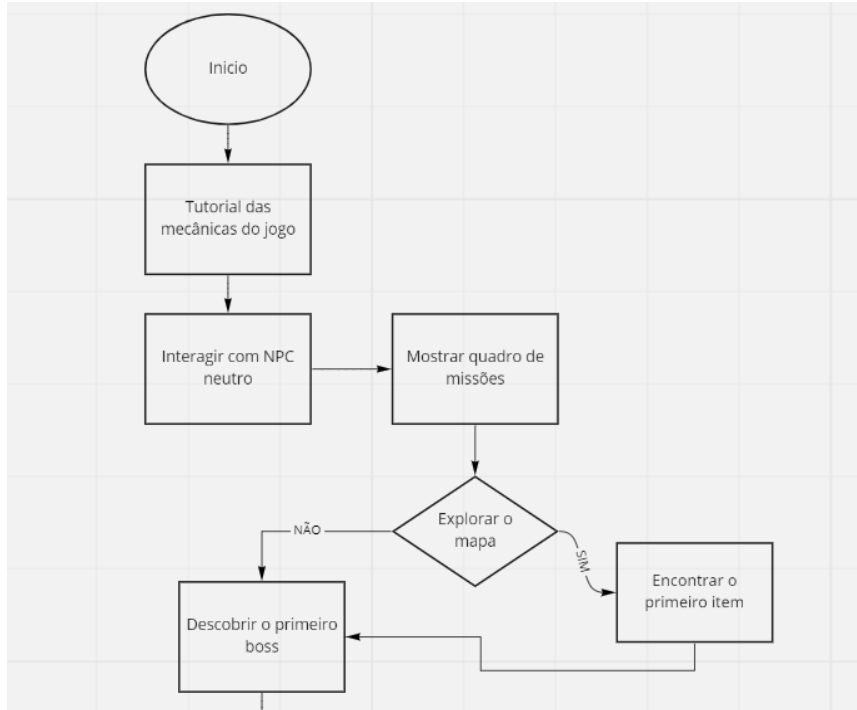 Inicio
Tutorial das
mecânicas do jogo
Interagir com NPC
neutro
Mostrar quadro de
missões
Explorar o
mapa
NÃO
SIM
Encontrar o
primeiro item
Descobrir o primeiro
boss